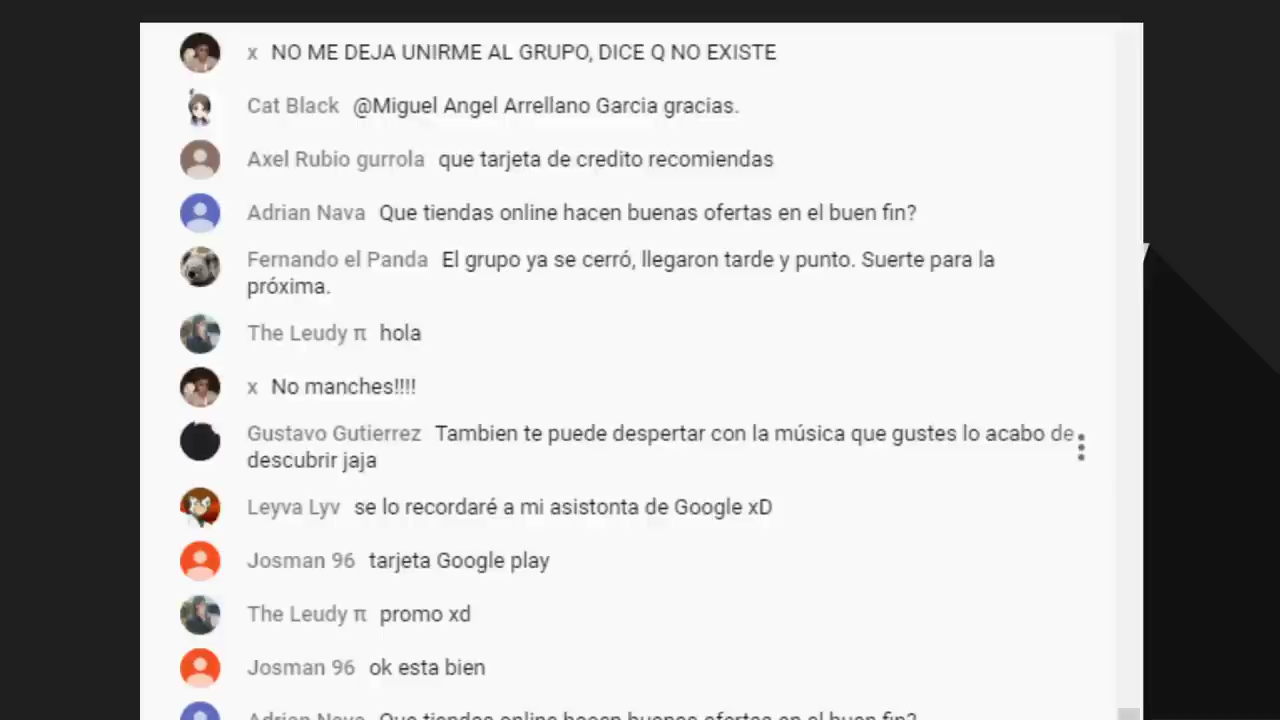 x NO ME DEJA UNIRME AL GRUPO, DICE Q NO EXISTE
Cat Black @Miguel Angel Arrellano Garcia gracias.
Axel Rubio gurrola que tarjeta de credito recomiendas
Adrian Nava Que tiendas online hacen buenas ofertas en el buen fin?
Fernando el Panda El grupo ya se cerró, llegaron tarde y punto. Suerte para la
próxima.
The Leudy π hola
x No manches!!!!
Gustavo Gutierrez Tambien te puede despertar con la música que gustes lo acabo de
descubrir jaja
Leyva Lyv se lo recordaré a mi asistonta de Google xD
Josman 96 tarjeta Google play
The Leudy π promo xd
Josman 96 ok esta bien
Adrian Nava Que tiendas online hacen buenas ofertas en el buen fin?